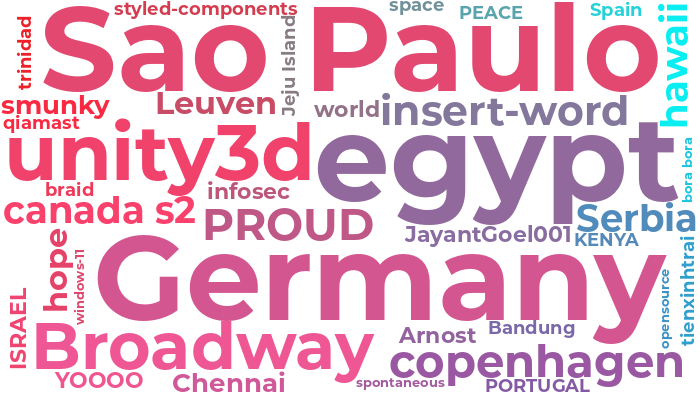 styled-components
space
PEACE
Spain
trinidad
Sao Paulo
Jeju Island
hawaii
smunky
Leuven
world
insert-word
qiamast
unity3d
egypt
bora bora
braid
infosec
canada s2
PROUD
Serbia
JayantGoel001
KENYA
hope
windows-11
Germany
opensource
tienxinhtrai
ISRAEL
Broadway
Arnost
Bandung
copenhagen
YOOOO
Chennai
spontaneous
PORTUGAL